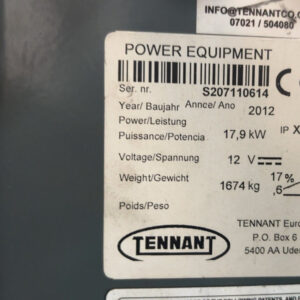 INFO@TENNANTCO.
07021 / 504080
POWER EQUIPMENT
Ser. nr. S207110614
Year/ Baujahr Annee/ Ano 2012
Power/Leistung IP X
Puissance/Potencia 17,9 kW
Voltage/Spannung 12 V
Weight/Gewicht 1674 kg 17%
,6
Poids/Peso
TENNANT Euro
TENNANT P.O. Box 6
5400 AA Uden